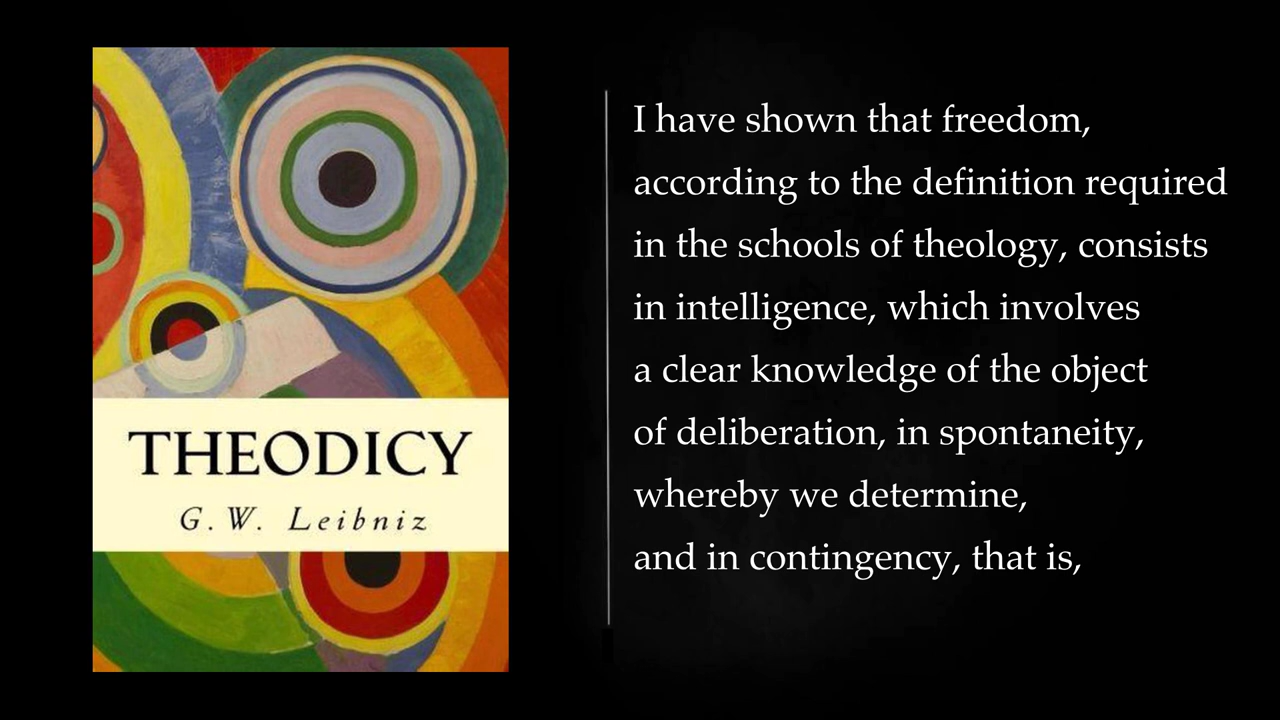 THEODICY
G. W. Leibniz
I have shown that freedom,
according to the definition required
in the schools of theology, consists
in intelligence, which involves
a clear knowledge of the object
of deliberation, in spontaneity,
whereby we determine,
and in contingency, that is,